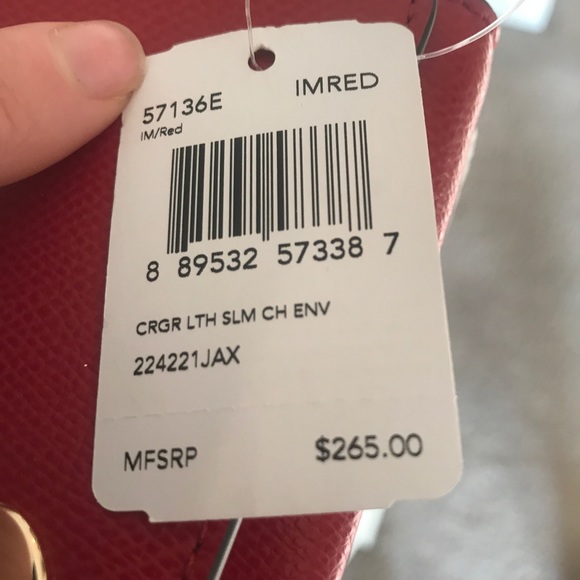 57136E IMRED
IM/Red
8 89532 57338 7
CRGR LTH SLM CH ENV
224221JAX
MFSRP $265.00